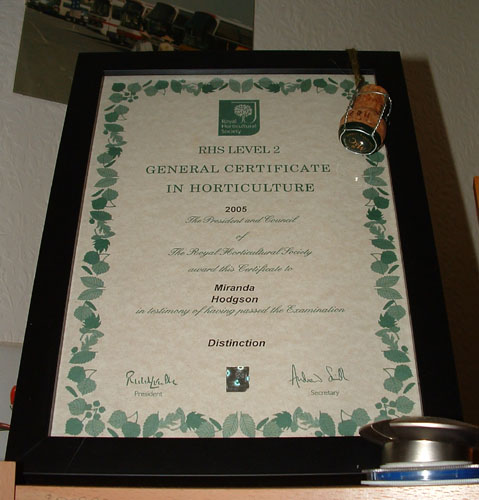 Royal
Horticultural
Society
RHS LEVEL 2
GENERAL CERTIFICATE
IN HORTICULTURE
2005
The President and Council
of
The Royal Horticultural Society
award this Certificate to
Miranda
Hodgson
in testimony of having passed the Examination
Distinction
President
Secretary